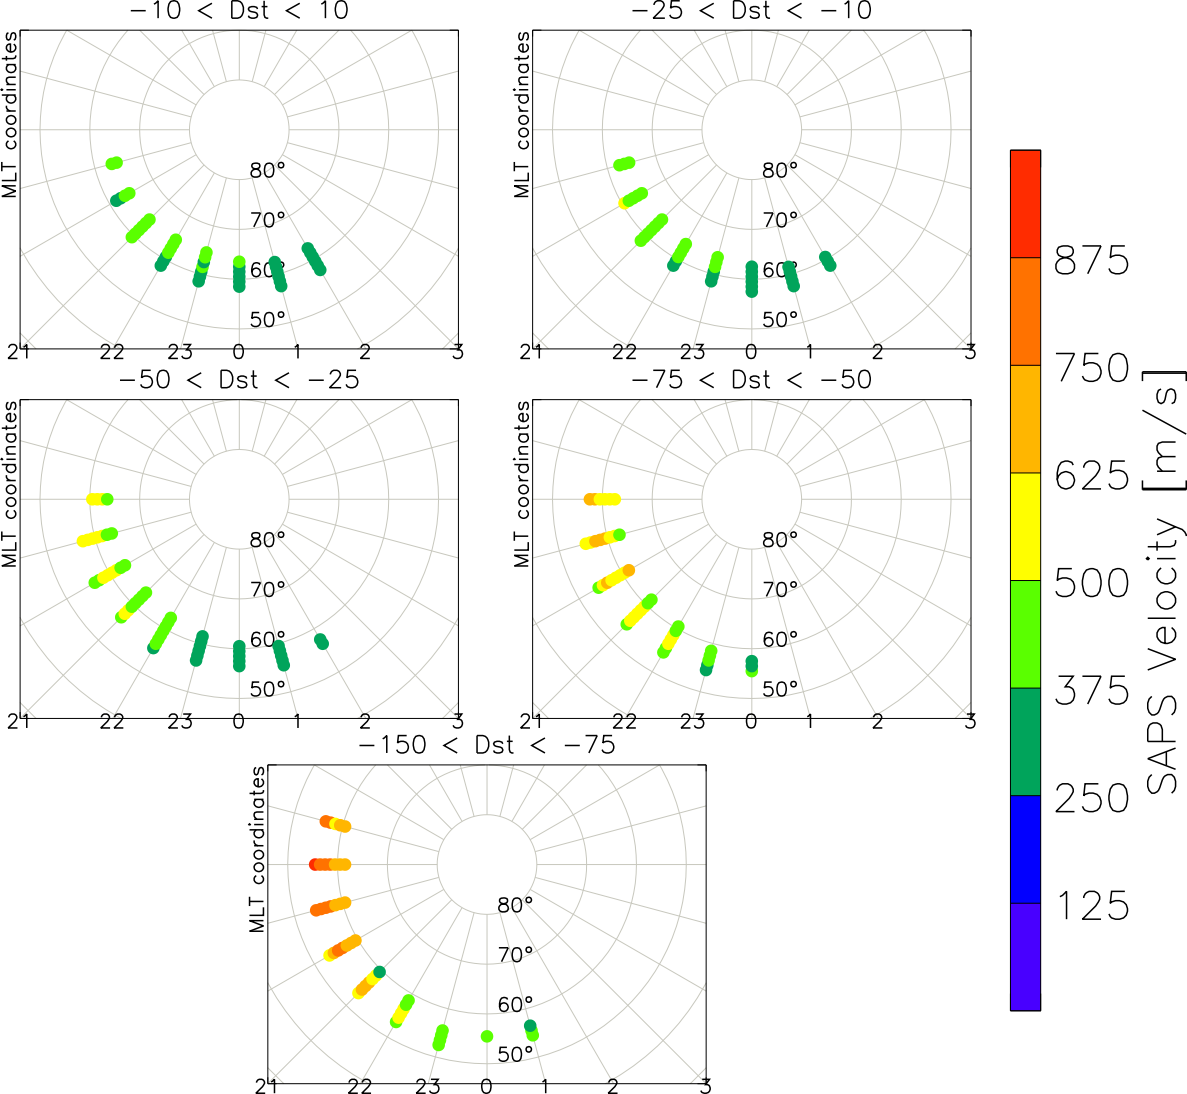 −10 < Dst < 10
MLT coordinates
80°
70°
60°
50°
21 22 23 0 1 2 3
−25 < Dst < −10
MLT coordinates
80°
70°
60°
50°
21 22 23 0 1 2 3
−50 < Dst < −25
MLT coordinates
80°
70°
60°
50°
21 22 23 0 1 2 3
−75 < Dst < −50
MLT coordinates
80°
70°
60°
50°
21 22 23 0 1 2 3
−150 < Dst < −75
MLT coordinates
80°
70°
60°
50°
21 22 23 0 1 2 3
875
750
625
500
375
250
125
SAPS Velocity [m/s]